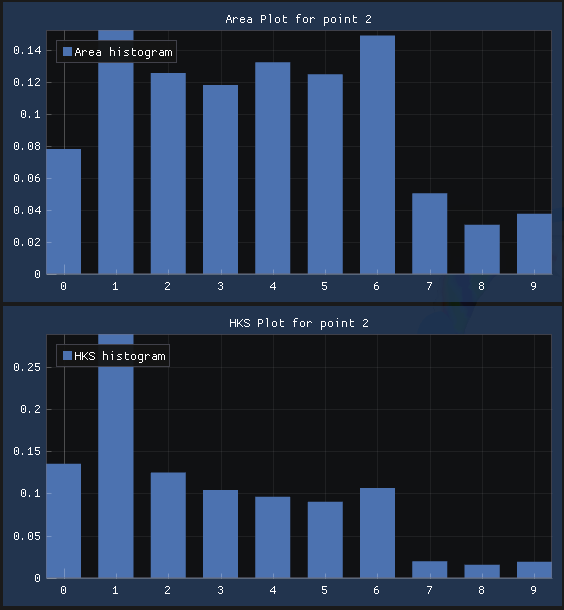 Area Plot for point 2
Area histogram
0.14
0.12
0.1
0.08
0.06
0.04
0.02
0
0 1 2 3 4 5 6 7 8 9
HKS Plot for point 2
HKS histogram
0.25
0.2
0.15
0.1
0.05
0
0 1 2 3 4 5 6 7 8 9